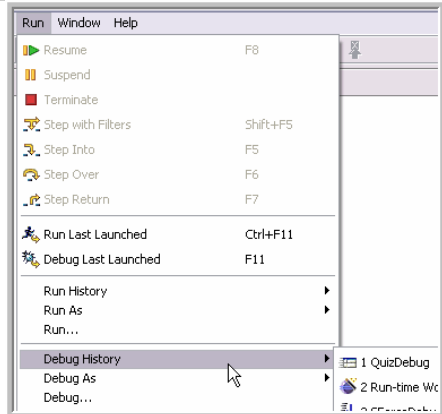 Run Window Help
Resume F8
Suspend
Terminate
Step with Filters Shift+F5
Step Into F5
Step Over F6
Step Return F7
Run Last Launched Ctrl+F11
Debug Last Launched F11
Run History
Run As
Run...
Debug History
1 QuizDebug
Debug As
2 Run-time Wo
Debug...